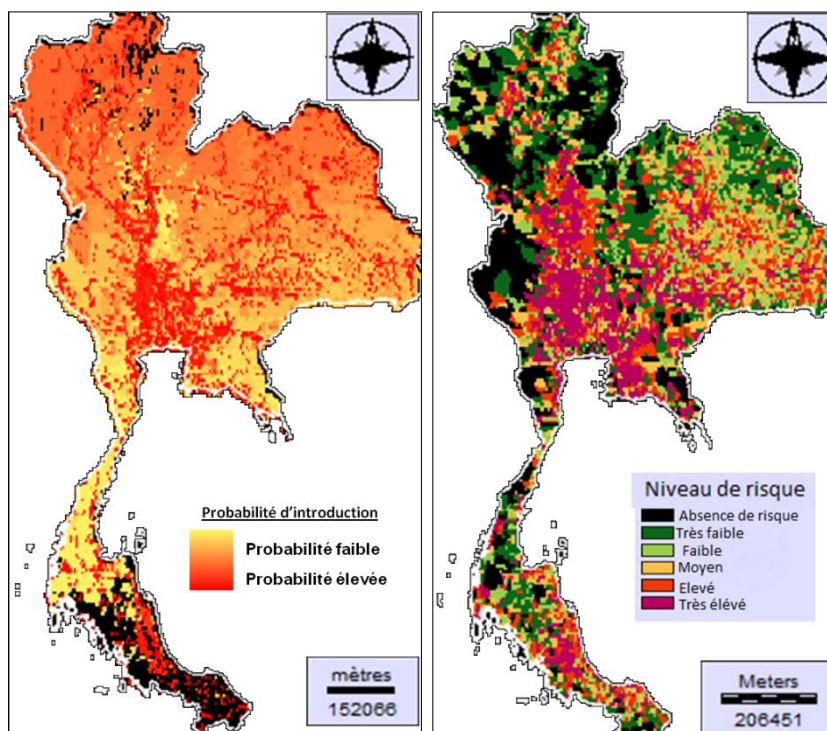 N
Probabilité d'introduction
Probabilité faible
Probabilité élevée
mètres
152066
N
Niveau de risque
Absence de risque
Très faible
Faible
Moyen
Elevé
Très élévé
Meters
206451